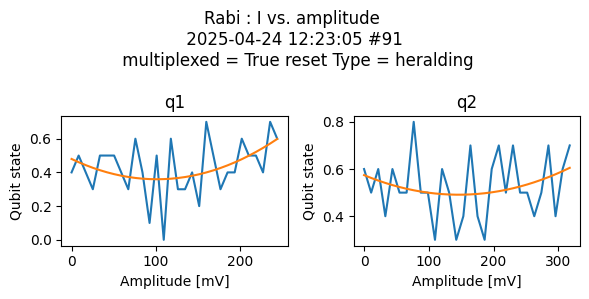 Rabi : I vs. amplitude
2025-04-24 12:23:05 #91
multiplexed = True reset Type = heralding
q1
q2
Qubit state
0.6
0.4
0.2
0.0
0
100
200
Amplitude [mV]
Qubit state
0.8
0.6
0.4
0
100
200
300
Amplitude [mV]